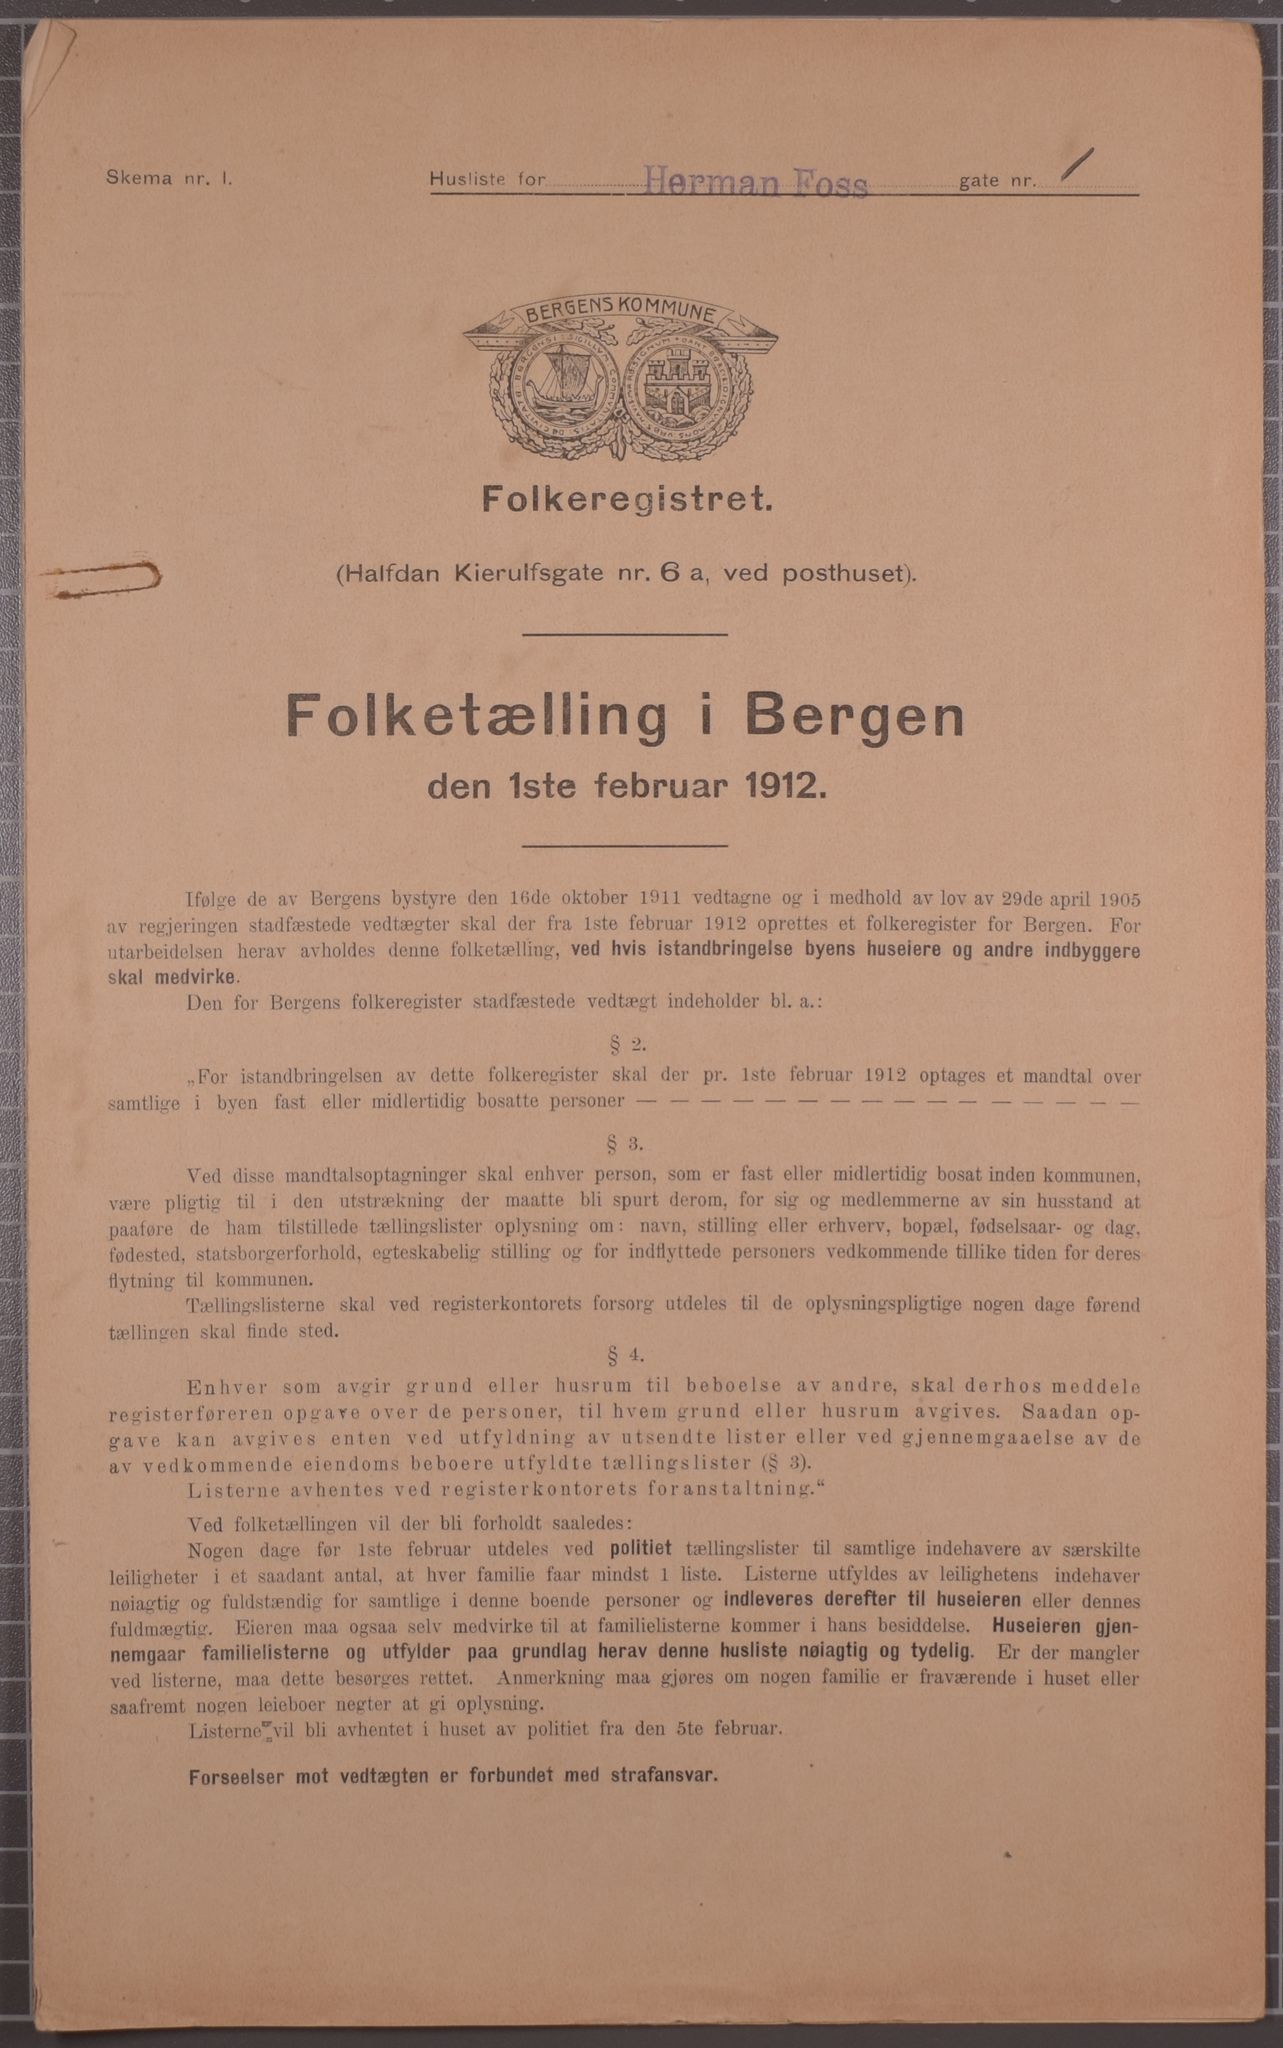 Skema nr. I.
Husliste for Herman Foss gate nr. 1
BERGENS KOMMUNE
Folkeregistret.
(Halfdan Kierulfsgate nr. 6 a, ved posthuset).
Folketælling i Bergen
den 1ste februar 1912.
Ifølge de av Bergens bystyre den 16de oktober 1911 vedtagne og i medhold av lov av 29de april 1905
av regjeringen stadfæstede vedtægter skal der fra 1ste februar 1912 oprettes et folkeregister for Bergen. For
utarbeidelsen herav avholdes denne folketælling, ved hvis istandbringelse byens huseiere og andre indbyggere
skal medvirke.
Den for Bergens folkeregister stadfæstede vedtægt indeholder bl. a.:
§ 2.
„For istandbringelsen av dette folkeregister skal der pr. 1ste februar 1912 optages et mandtal over
samtlige i byen fast eller midlertidig bosatte personer — — — — — — — — — — — — — — — —
§ 3.
Ved disse mandtalsoptagninger skal enhver person, som er fast eller midlertidig bosat inden kommunen,
være pligtig til i den utstrækning der maatte bli spurt derom, for sig og medlemmerne av sin husstand at
paaføre de ham tilstillede tællingslister oplysning om: navn, stilling eller erhverv, bopæl, fødselsaar- og dag,
fødested, statsborgerforhold, egteskabelig stilling og for indflyttede personers vedkommende tillike tiden for deres
flytning til kommunen.
Tællingslisterne skal ved registerkontorets forsorg utdeles til de oplysningspligtige nogen dage førend
tællingen skal finde sted.
§ 4.
Enhver som avgir grund eller husrum til beboelse av andre, skal derhos meddele
registerføreren opgave over de personer, til hvem grund eller husrum avgives. Saadan op-
gave kan avgives enten ved utfyldning av utsendte lister eller ved gjennemgaaelse av de
av vedkommende eiendoms beboere utfyldte tællingslister (§ 3).
Listerne avhentes ved registerkontorets foranstaltning.“
Ved folketællingen vil der bli forholdt saaledes:
Nogen dage før 1ste februar utdeles ved politiet tællingslister til samtlige indehavere av særskilte
leiligheter i et saadant antal, at hver familie faar mindst 1 liste. Listerne utfyldes av leilighetens indehaver
nøiagtig og fuldstændig for samtlige i denne boende personer og indleveres derefter til huseieren eller dennes
fuldmægtig. Eieren maa ogsaa selv medvirke til at familielisterne kommer i hans besiddelse. Huseieren gjen-
nemgaar familielisterne og utfylder paa grundlag herav denne husliste nøiagtig og tydelig. Er der mangler
ved listerne, maa dette besørges rettet. Anmerkning maa gjøres om nogen familie er fraværende i huset eller
saafremt nogen leieboer negter at gi oplysning.
Listerne vil bli avhentet i huset av politiet fra den 5te februar.
Forseelser mot vedtægten er forbundet med strafansvar.